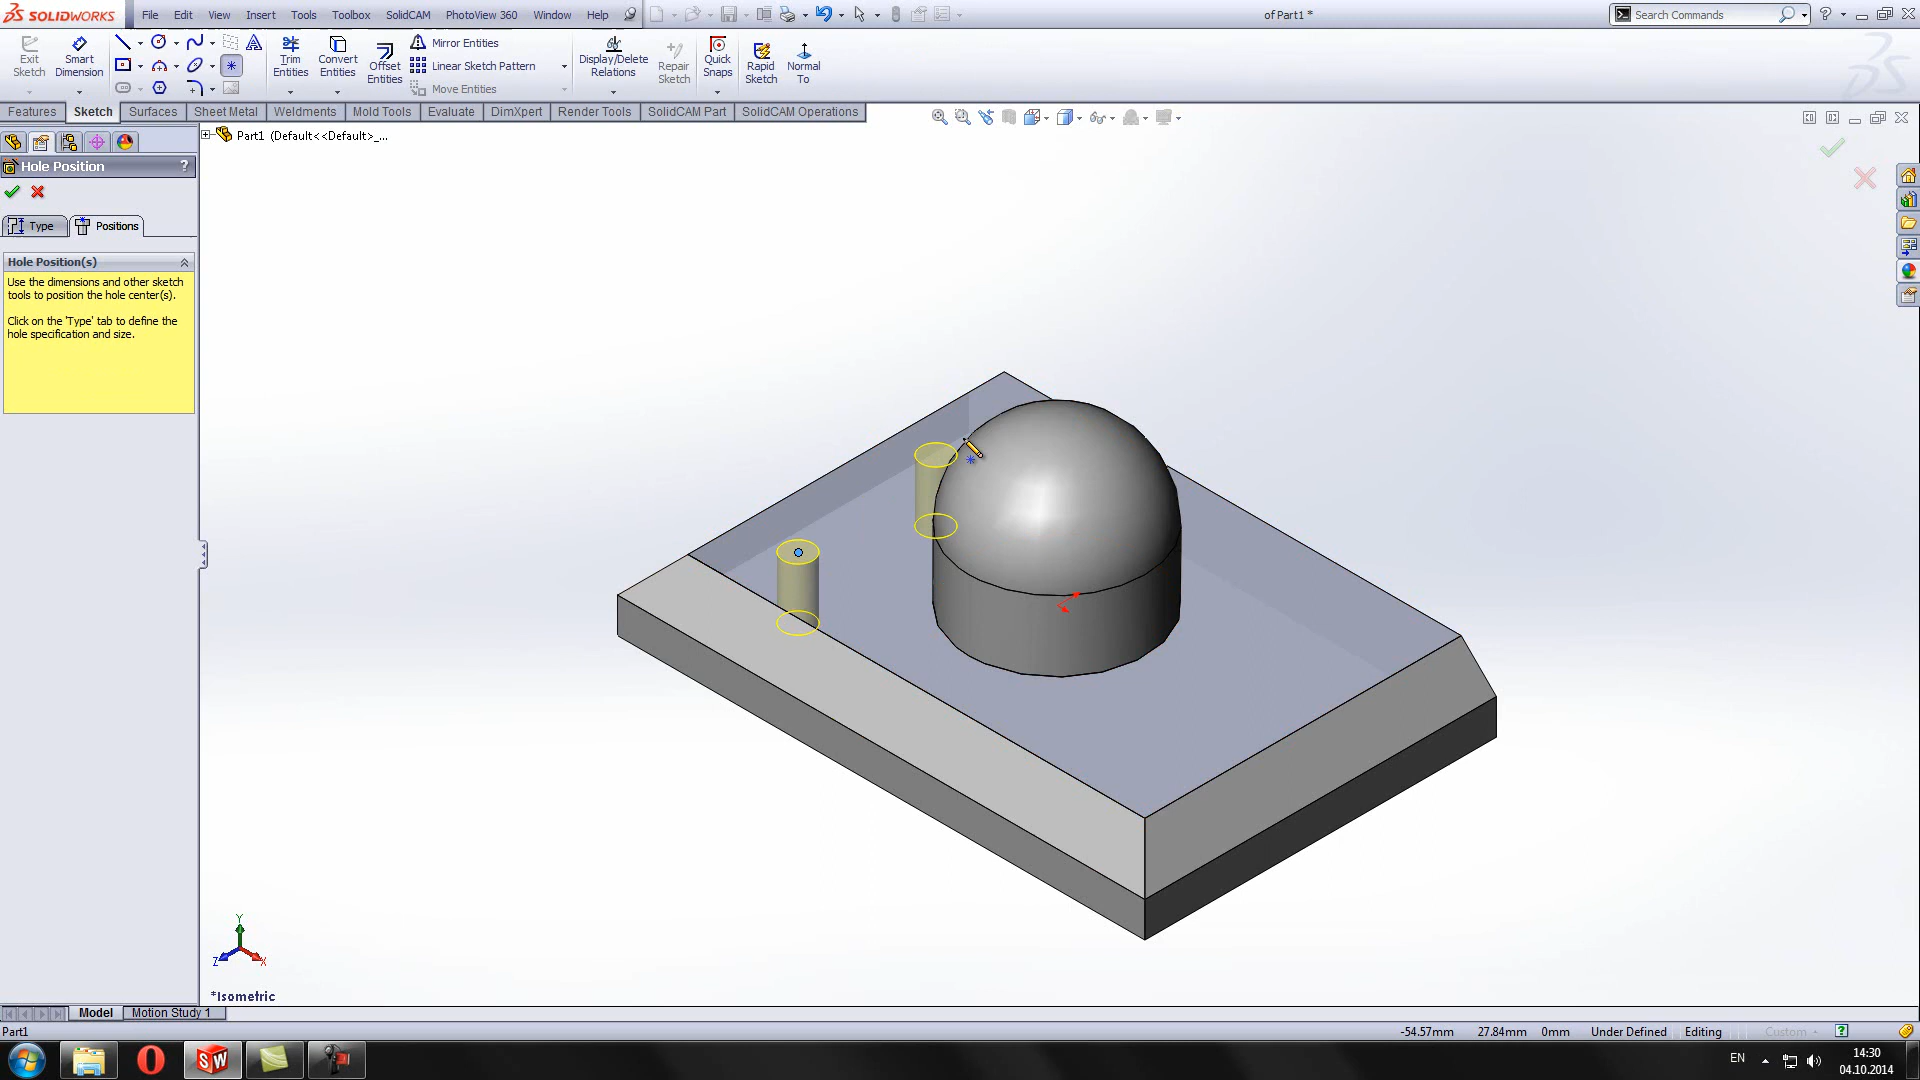 SOLIDWORKS File Edit View Insert Tools Toolbox SolidCAM PhotoView 360 Window Help of Part1 * Search Commands
Exit Sketch
Smart Dimension
Trim Entities
Convert Entities
Offset Entities
Mirror Entities
Linear Sketch Pattern
Move Entities
Display/Delete Relations
Repair Sketch
Quick Snaps
Rapid Sketch
Normal To
Features Sketch Surfaces Sheet Metal Weldments Mold Tools Evaluate DimXpert Render Tools SolidCAM Part SolidCAM Operations
Part1 (Default<<Default>_...
Hole Position ?
Type Positions
Hole Position(s)
Use the dimensions and other sketch
tools to position the hole center(s).
Click on the 'Type' tab to define the
hole specification and size.
Y
Z X
*Isometric
Model Motion Study 1
Part1 -54.57mm 27.84mm 0mm Under Defined Editing Custom
EN 14:30
04.10.2014